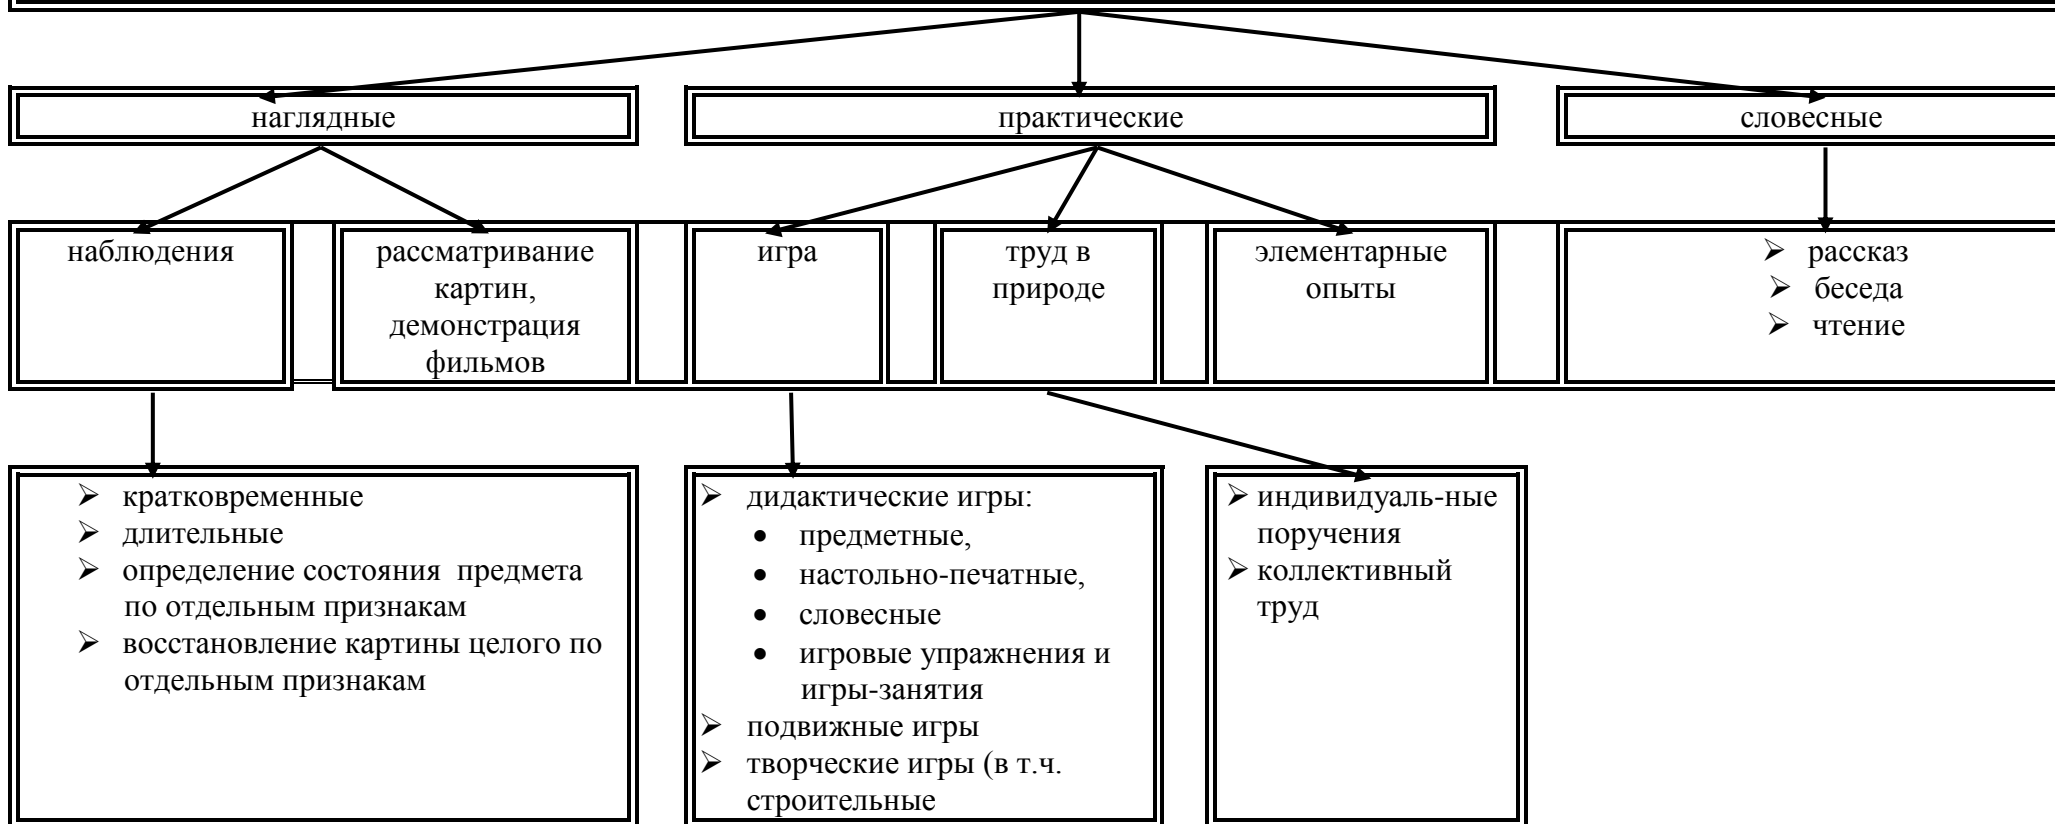 наглядные
практические
словесные
наблюдения
рассматривание
картин,
демонстрация
фильмов
игра
труд в
природе
элементарные
опыты
➢ рассказ
➢ беседа
➢ чтение
➢ кратковременные
➢ длительные
➢ определение состояния предмета
по отдельным признакам
➢ восстановление картины целого по
отдельным признакам
➢ дидактические игры:
• предметные,
• настольно-печатные,
• словесные
• игровые упражнения и
игры-занятия
➢ подвижные игры
➢ творческие игры (в т.ч.
строительные
➢ индивидуаль-ные
поручения
➢ коллективный
труд